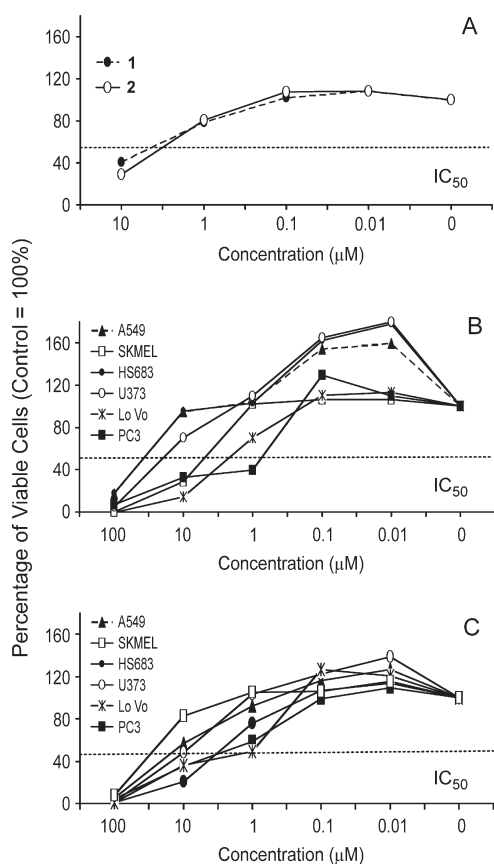 Percentage of Viable Cells (Control = 100%)
A
160
120
80
40
0
1
2
IC50
10 1 0.1 0.01 0
Concentration (μM)
B
160
120
80
40
0
A549
SKMEL
HS683
U373
Lo Vo
PC3
IC50
100 10 1 0.1 0.01 0
Concentration (μM)
C
160
120
80
40
0
A549
SKMEL
HS683
U373
Lo Vo
PC3
IC50
100 10 1 0.1 0.01 0
Concentration (μM)